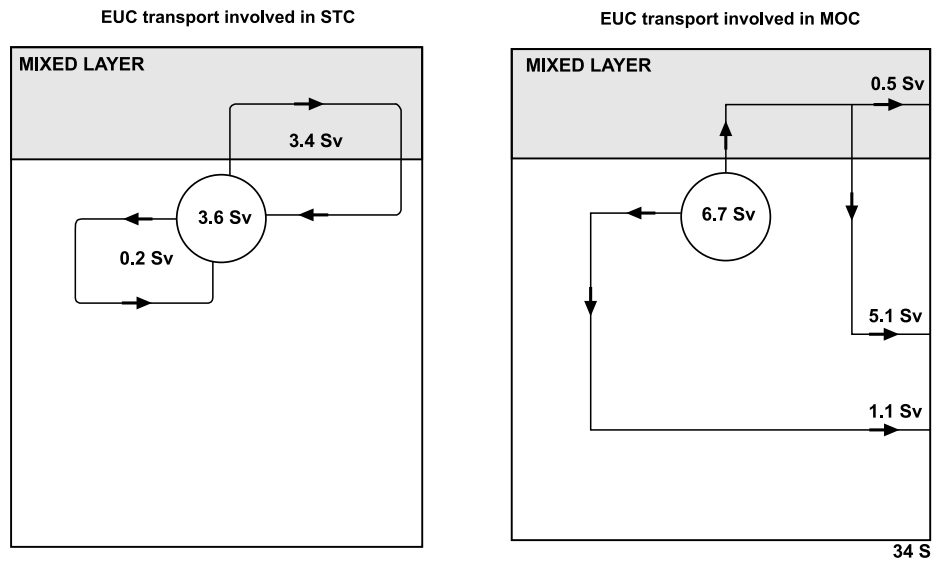 EUC transport involved in STC
MIXED LAYER
3.4 Sv
3.6 Sv
0.2 Sv
EUC transport involved in MOC
MIXED LAYER
0.5 Sv
6.7 Sv
5.1 Sv
1.1 Sv
34 S